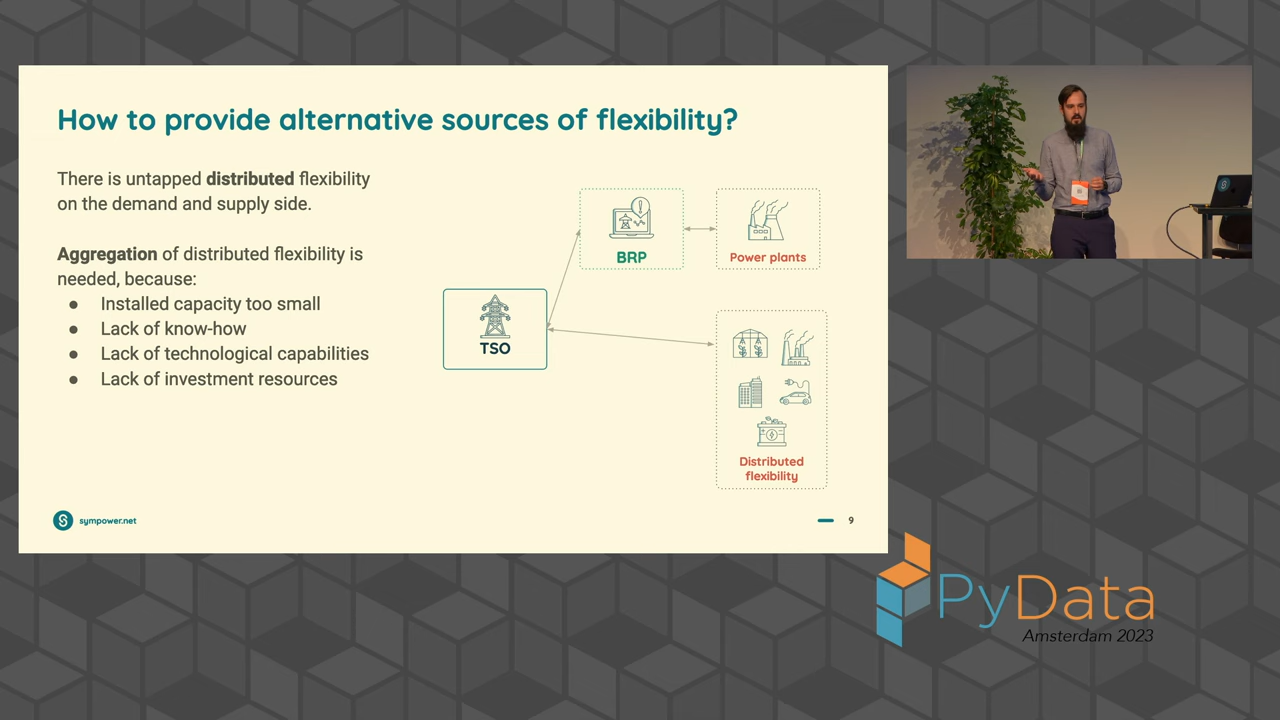 How to provide alternative sources of flexibility?
There is untapped distributed flexibility
on the demand and supply side.
Aggregation of distributed flexibility is
needed, because:
● Installed capacity too small
● Lack of know-how
● Lack of technological capabilities
● Lack of investment resources
BRP
Power plants
TSO
Distributed
flexibility
sympower.net
9
PyData
Amsterdam 2023